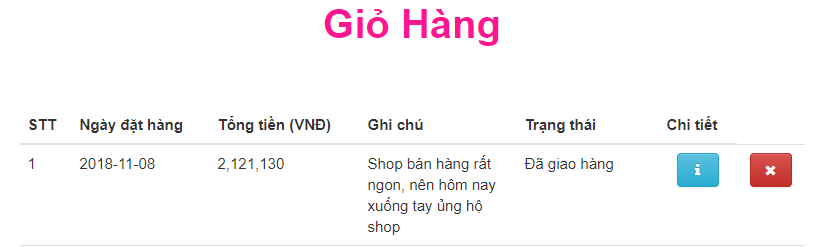 Giỏ Hàng
STT Ngày đặt hàng Tổng tiền (VNĐ) Ghi chú Trạng thái Chi tiết
1 2018-11-08 2,121,130 Shop bán hàng rất Đã giao hàng
ngon, nên hôm nay
xuống tay ủng hộ
shop